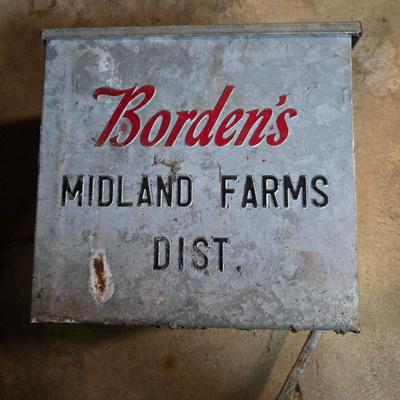 Borden's
MIDLAND FARMS
DIST.